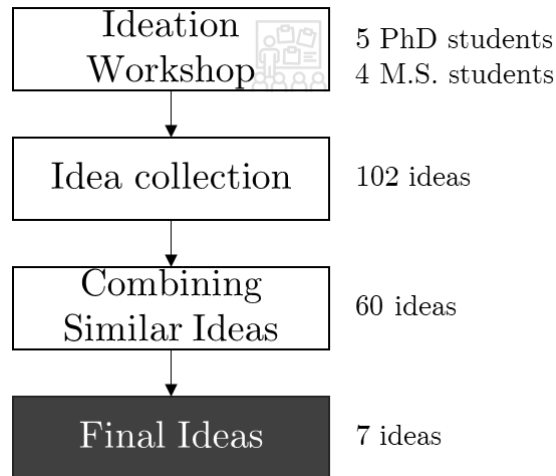 Ideation
Workshop
5 PhD students
4 M.S. students
Idea collection
102 ideas
Combining
Similar Ideas
60 ideas
Final Ideas
7 ideas